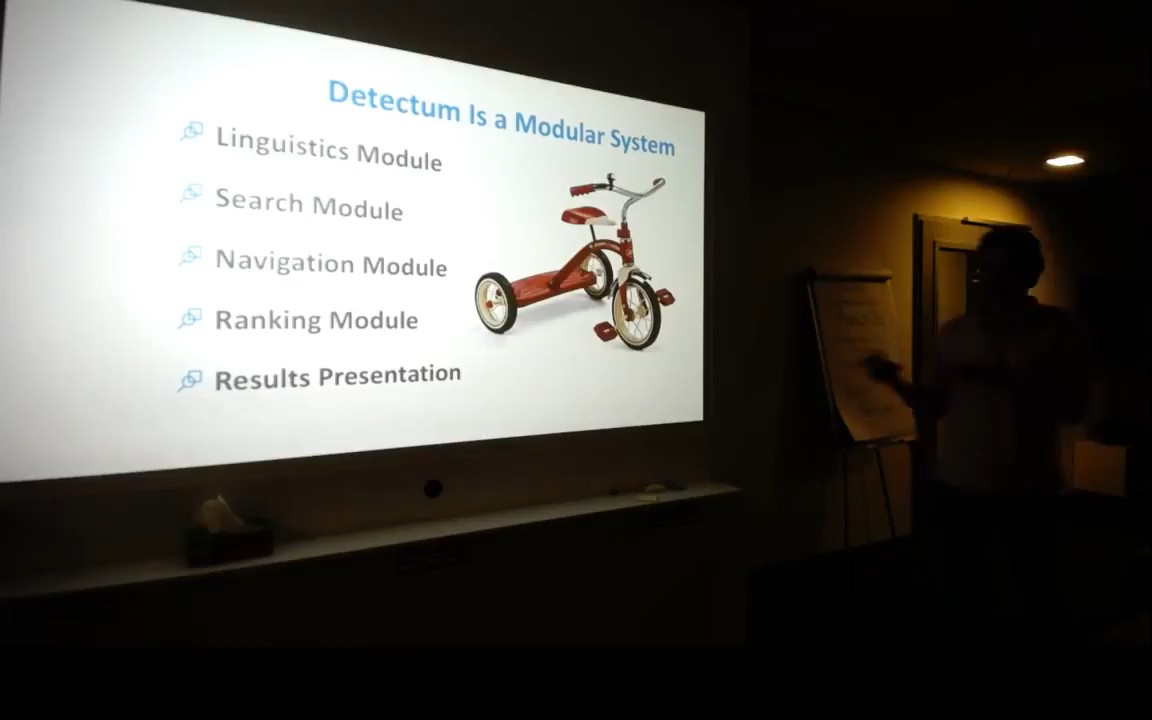 Detectum Is a Modular System
Linguistics Module
Search Module
Navigation Module
Ranking Module
Results Presentation